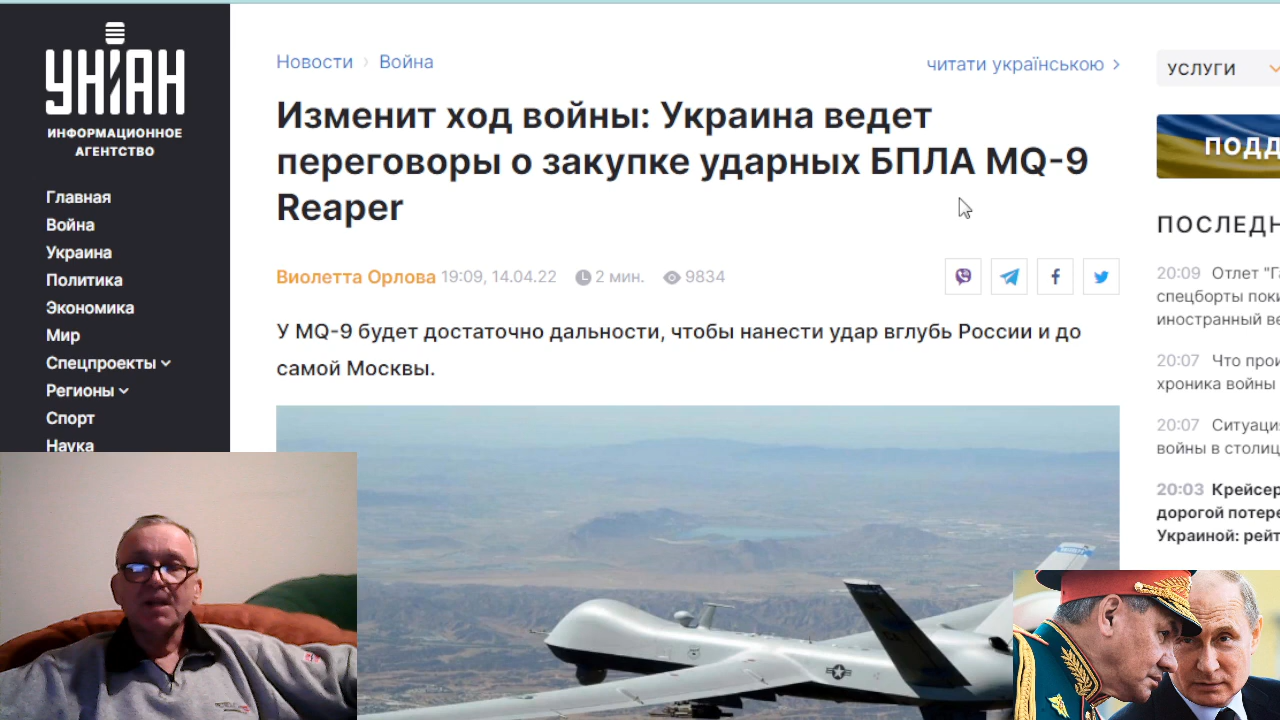 УНІАН
ИНФОРМАЦИОННОЕ
АГЕНТСТВО
Главная
Война
Украина
Политика
Экономика
Мир
Спецпроекты
Регионы
Спорт
Наука
Новости › Война
читати українською
Изменит ход войны: Украина ведет
переговоры о закупке ударных БПЛА MQ-9
Reaper
Виолетта Орлова 19:09, 14.04.22 2 мин. 9834
У MQ-9 будет достаточно дальности, чтобы нанести удар вглубь России и до
самой Москвы.
УСЛУГИ
ПОДД
ПОСЛЕДН
20:09 Отлет "Га
спецборты поки
иностранный ве
20:07 Что прои
хроника войны
20:07 Ситуация
войны в столиц
20:03 Крейсер
дорогой потере
Украиной: рейт